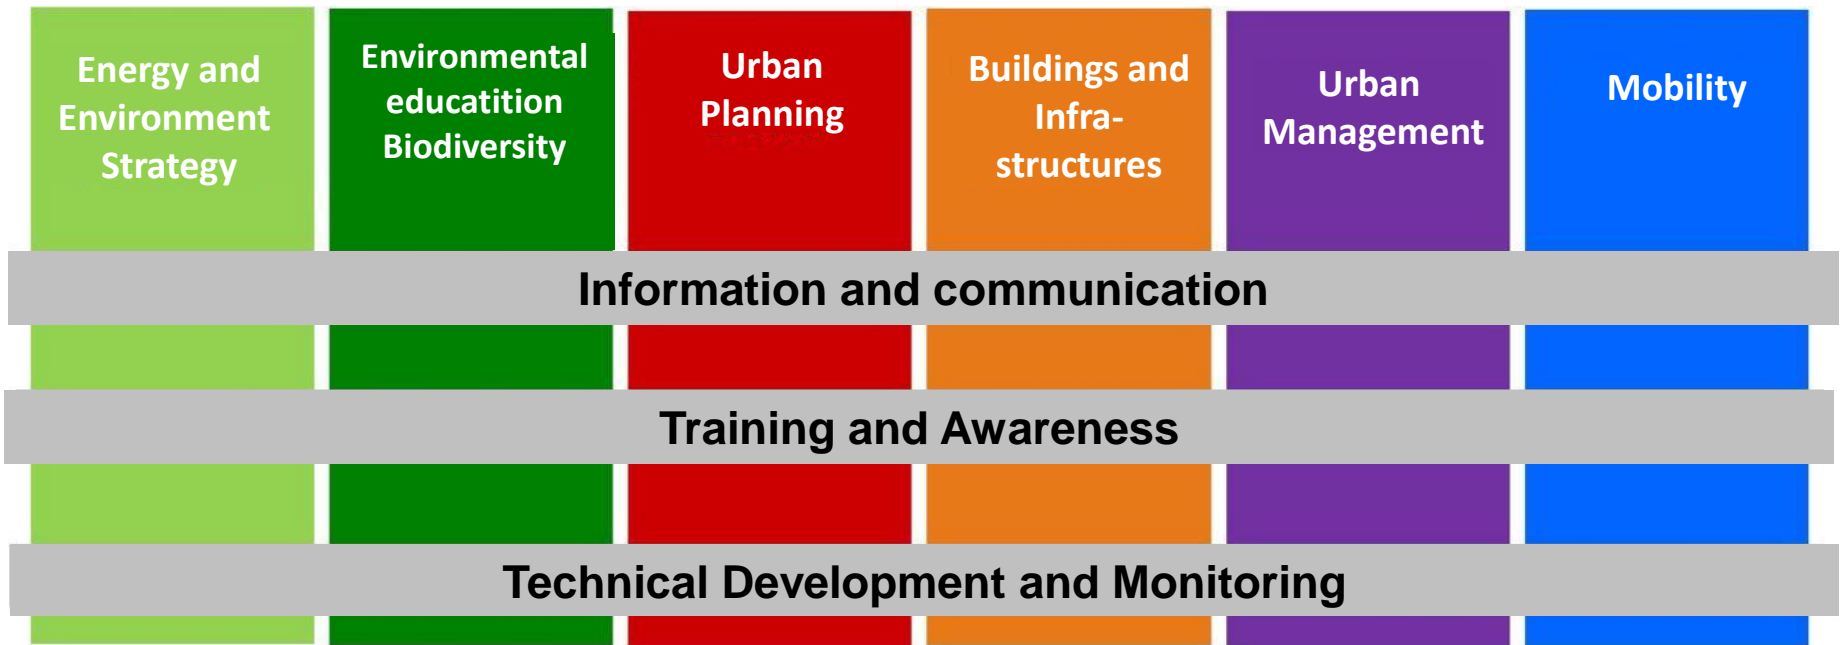 Energy and
Environment
Strategy
Environmental
educatition
Biodiversity
Urban
Planning
Buildings and
Infra-
structures
Urban
Management
Mobility
Information and communication
Training and Awareness
Technical Development and Monitoring